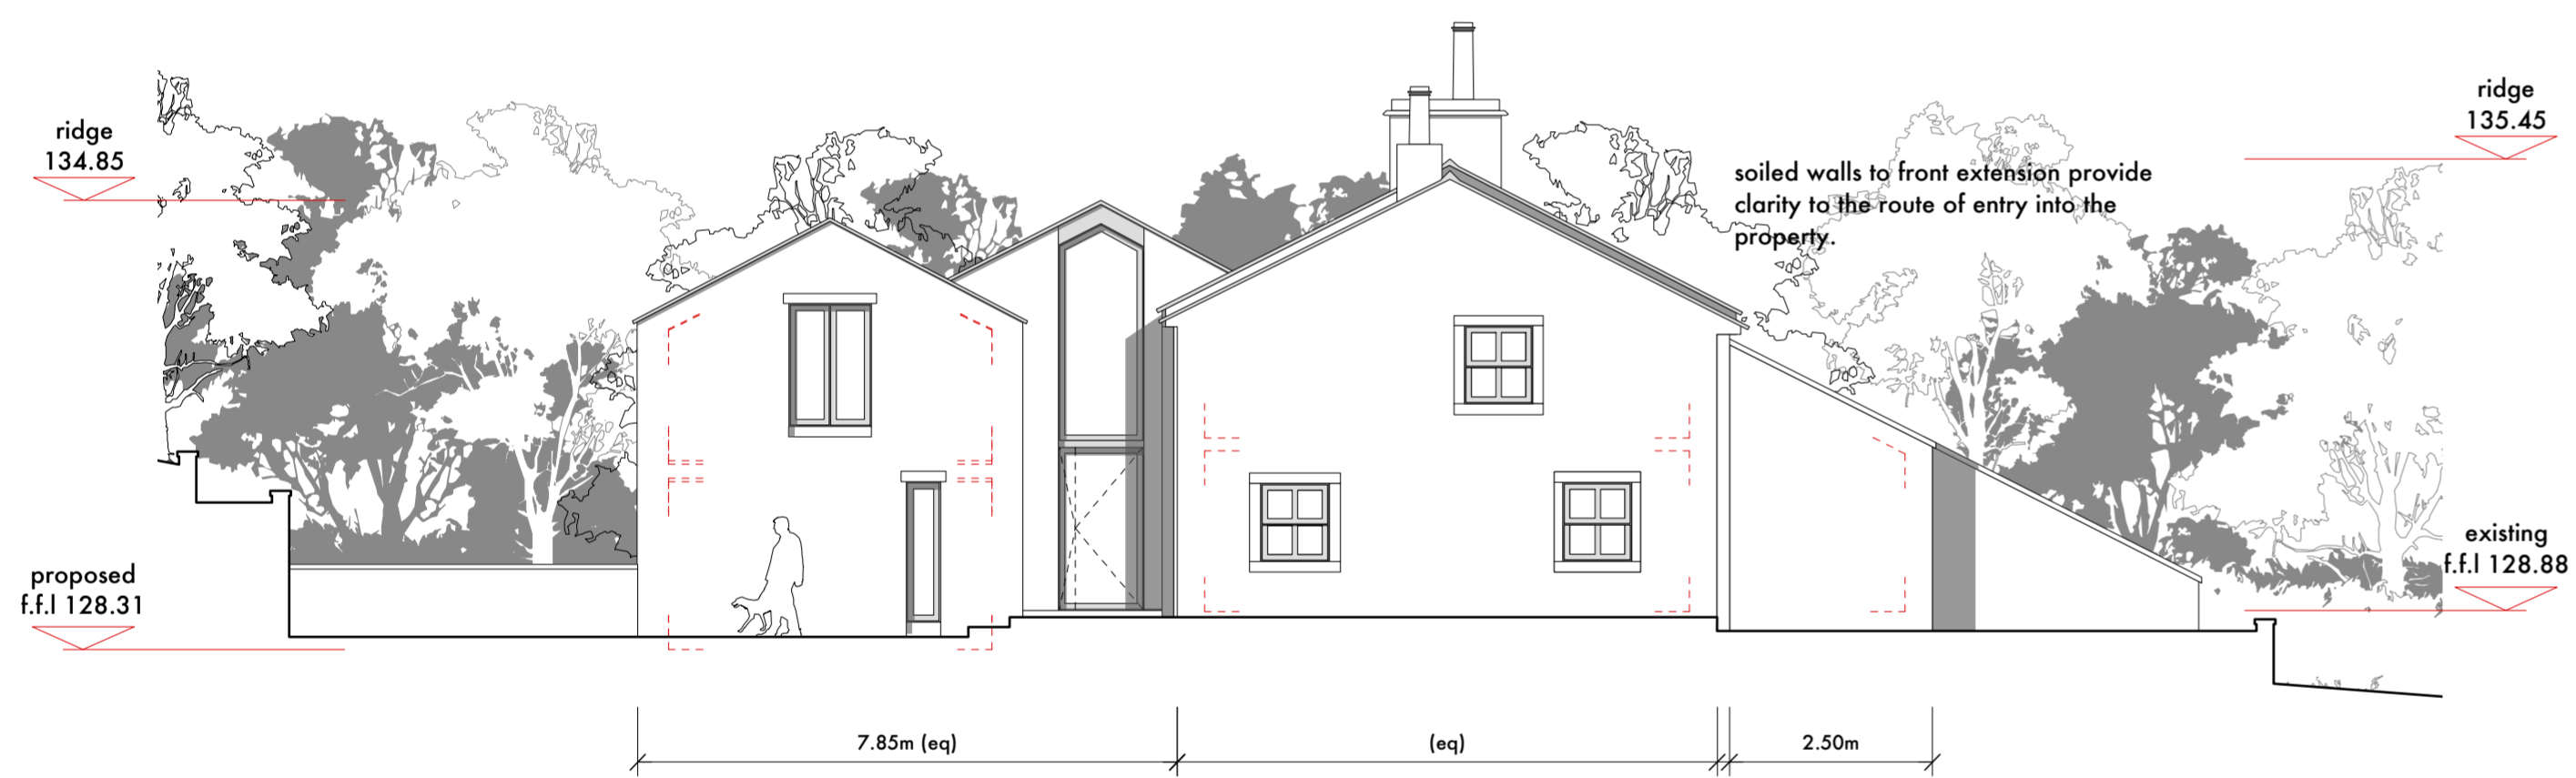 ridge
134.85
ridge
135.45
soiled walls to front extension provide
clarity to the route of entry into the
property.
proposed
f.f.l 128.31
existing
f.f.l 128.88
7.85m (eq)
(eq)
2.50m